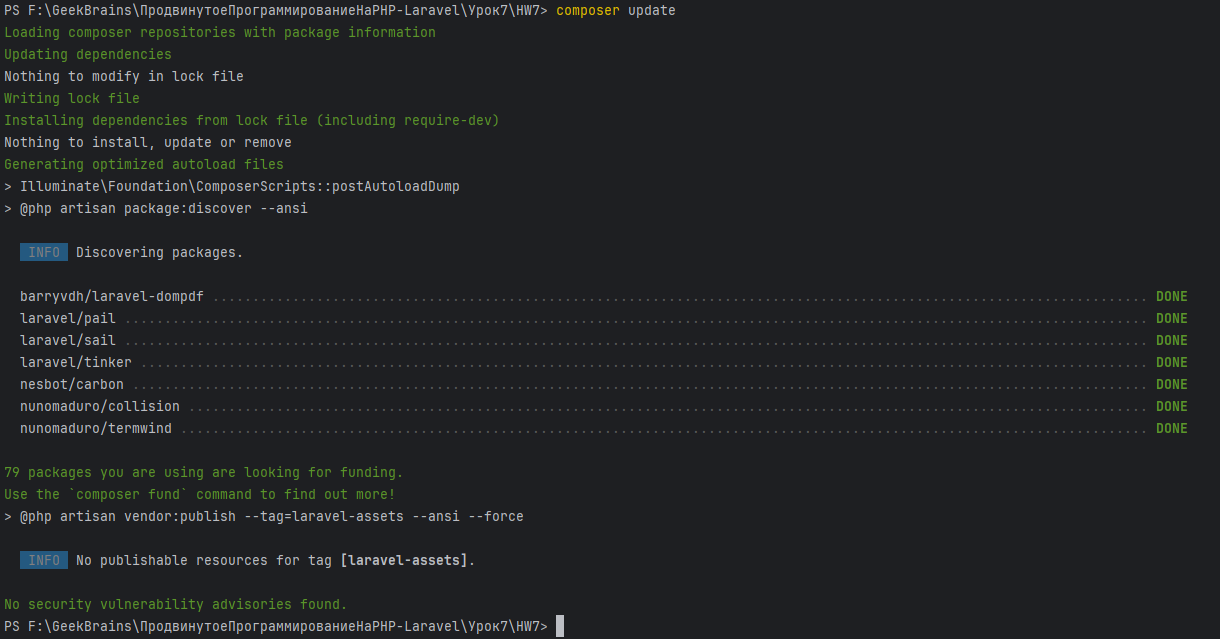 PS F:\GeekBrains\ПродвинутоеПрограммированиеНаPHP-Laravel\Урок7\HW7> composer update
Loading composer repositories with package information
Updating dependencies
Nothing to modify in lock file
Writing lock file
Installing dependencies from lock file (including require-dev)
Nothing to install, update or remove
Generating optimized autoload files
> Illuminate\Foundation\ComposerScripts::postAutoloadDump
> @php artisan package:discover --ansi
INFO Discovering packages.
barryvdh/laravel-dompdf ..................................................................................................................... DONE
laravel/pail ................................................................................................................................ DONE
laravel/sail ................................................................................................................................ DONE
laravel/tinker .............................................................................................................................. DONE
nesbot/carbon ............................................................................................................................... DONE
nunomaduro/collision ........................................................................................................................ DONE
nunomaduro/termwind ......................................................................................................................... DONE
79 packages you are using are looking for funding.
Use the `composer fund` command to find out more!
> @php artisan vendor:publish --tag=laravel-assets --ansi --force
INFO No publishable resources for tag [laravel-assets].
No security vulnerability advisories found.
PS F:\GeekBrains\ПродвинутоеПрограммированиеНаPHP-Laravel\Урок7\HW7>